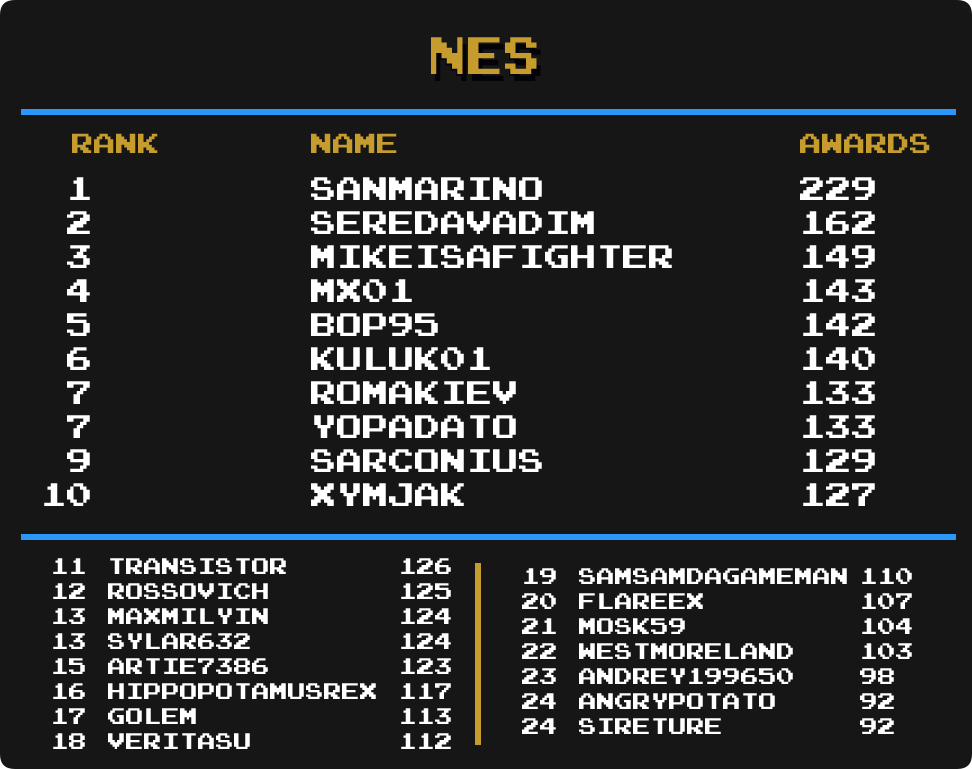 NES
RANK NAME AWARDS
1 SANMARINO 229
2 SEREDAVADIM 162
3 MIKEISAFIGHTER 149
4 MX01 143
5 BOP95 142
6 KULUK01 140
7 ROMAKIEV 133
7 YOPADATO 133
9 SARCONIUS 129
10 XYMJAK 127
11 TRANSISTOR 126
12 ROSSOVICH 125
13 MAXMILYIN 124
13 SYLAR632 124
15 ARTIE7386 123
16 HIPPOPOTAMUSREX 117
17 GOLEM 113
18 VERITASU 112
19 SAMSAMDAGAMEMAN 110
20 FLAREEX 107
21 MOSK59 104
22 WESTMORELAND 103
23 ANDREY199650 98
24 ANGRYPOTATO 92
24 SIRETURE 92